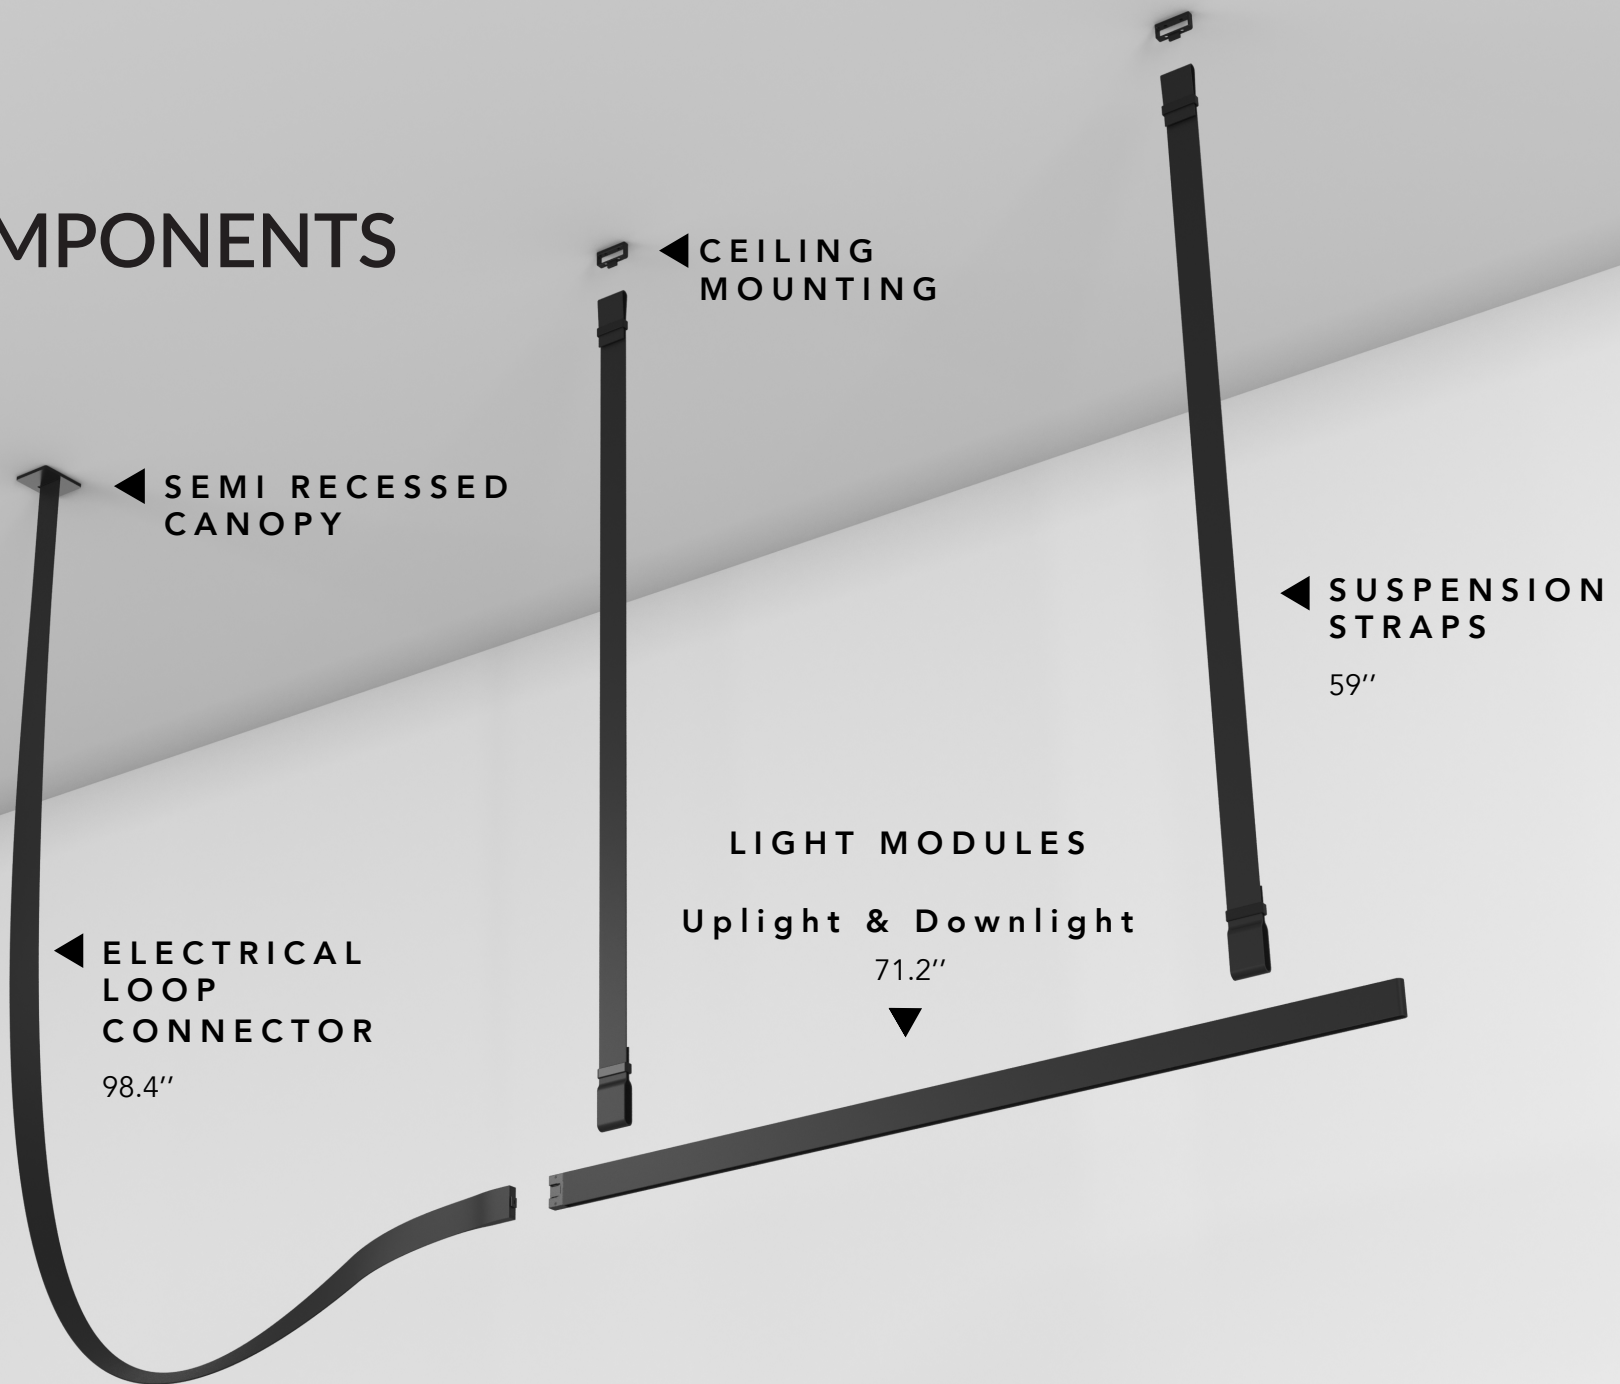 MPONENTS
CEILING
MOUNTING
SEMI RECESSED
CANOPY
SUSPENSION
STRAPS
59’’
LIGHT MODULES
Uplight & Downlight
71.2’’
ELECTRICAL
LOOP
CONNECTOR
98.4’’